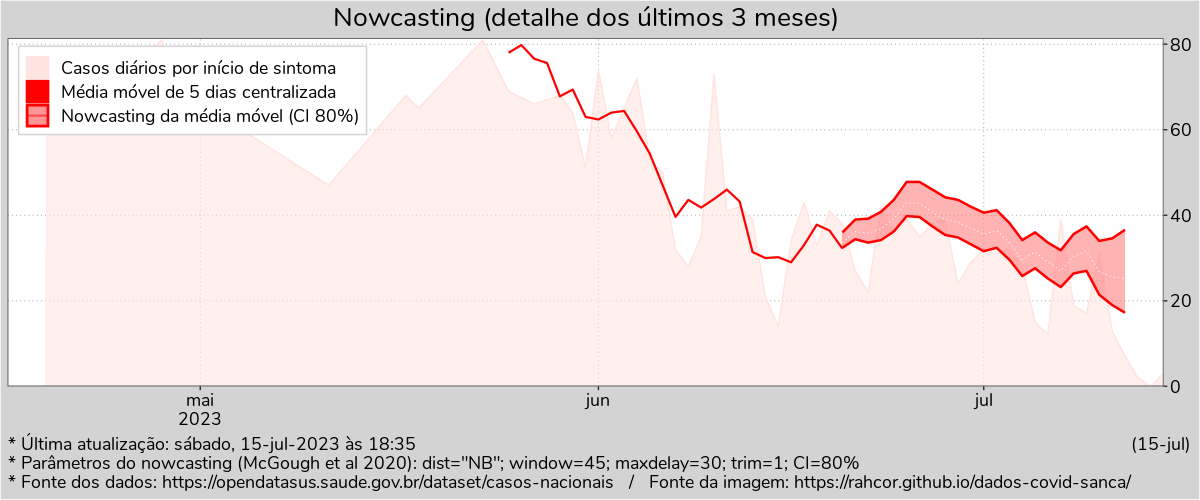 Nowcasting (detalhe dos últimos 3 meses)
Casos diários por início de sintoma
Média móvel de 5 dias centralizada
Nowcasting da média móvel (CI 80%)
80
60
40
20
0
mai
2023
jun
jul
* Última atualização: sábado, 15-jul-2023 às 18:35
(15-jul)
* Parâmetros do nowcasting (McGough et al 2020): dist="NB"; window=45; maxdelay=30; trim=1; CI=80%
* Fonte dos dados: https://opendatasus.saude.gov.br/dataset/casos-nacionais / Fonte da imagem: https://rahcor.github.io/dados-covid-sanca/